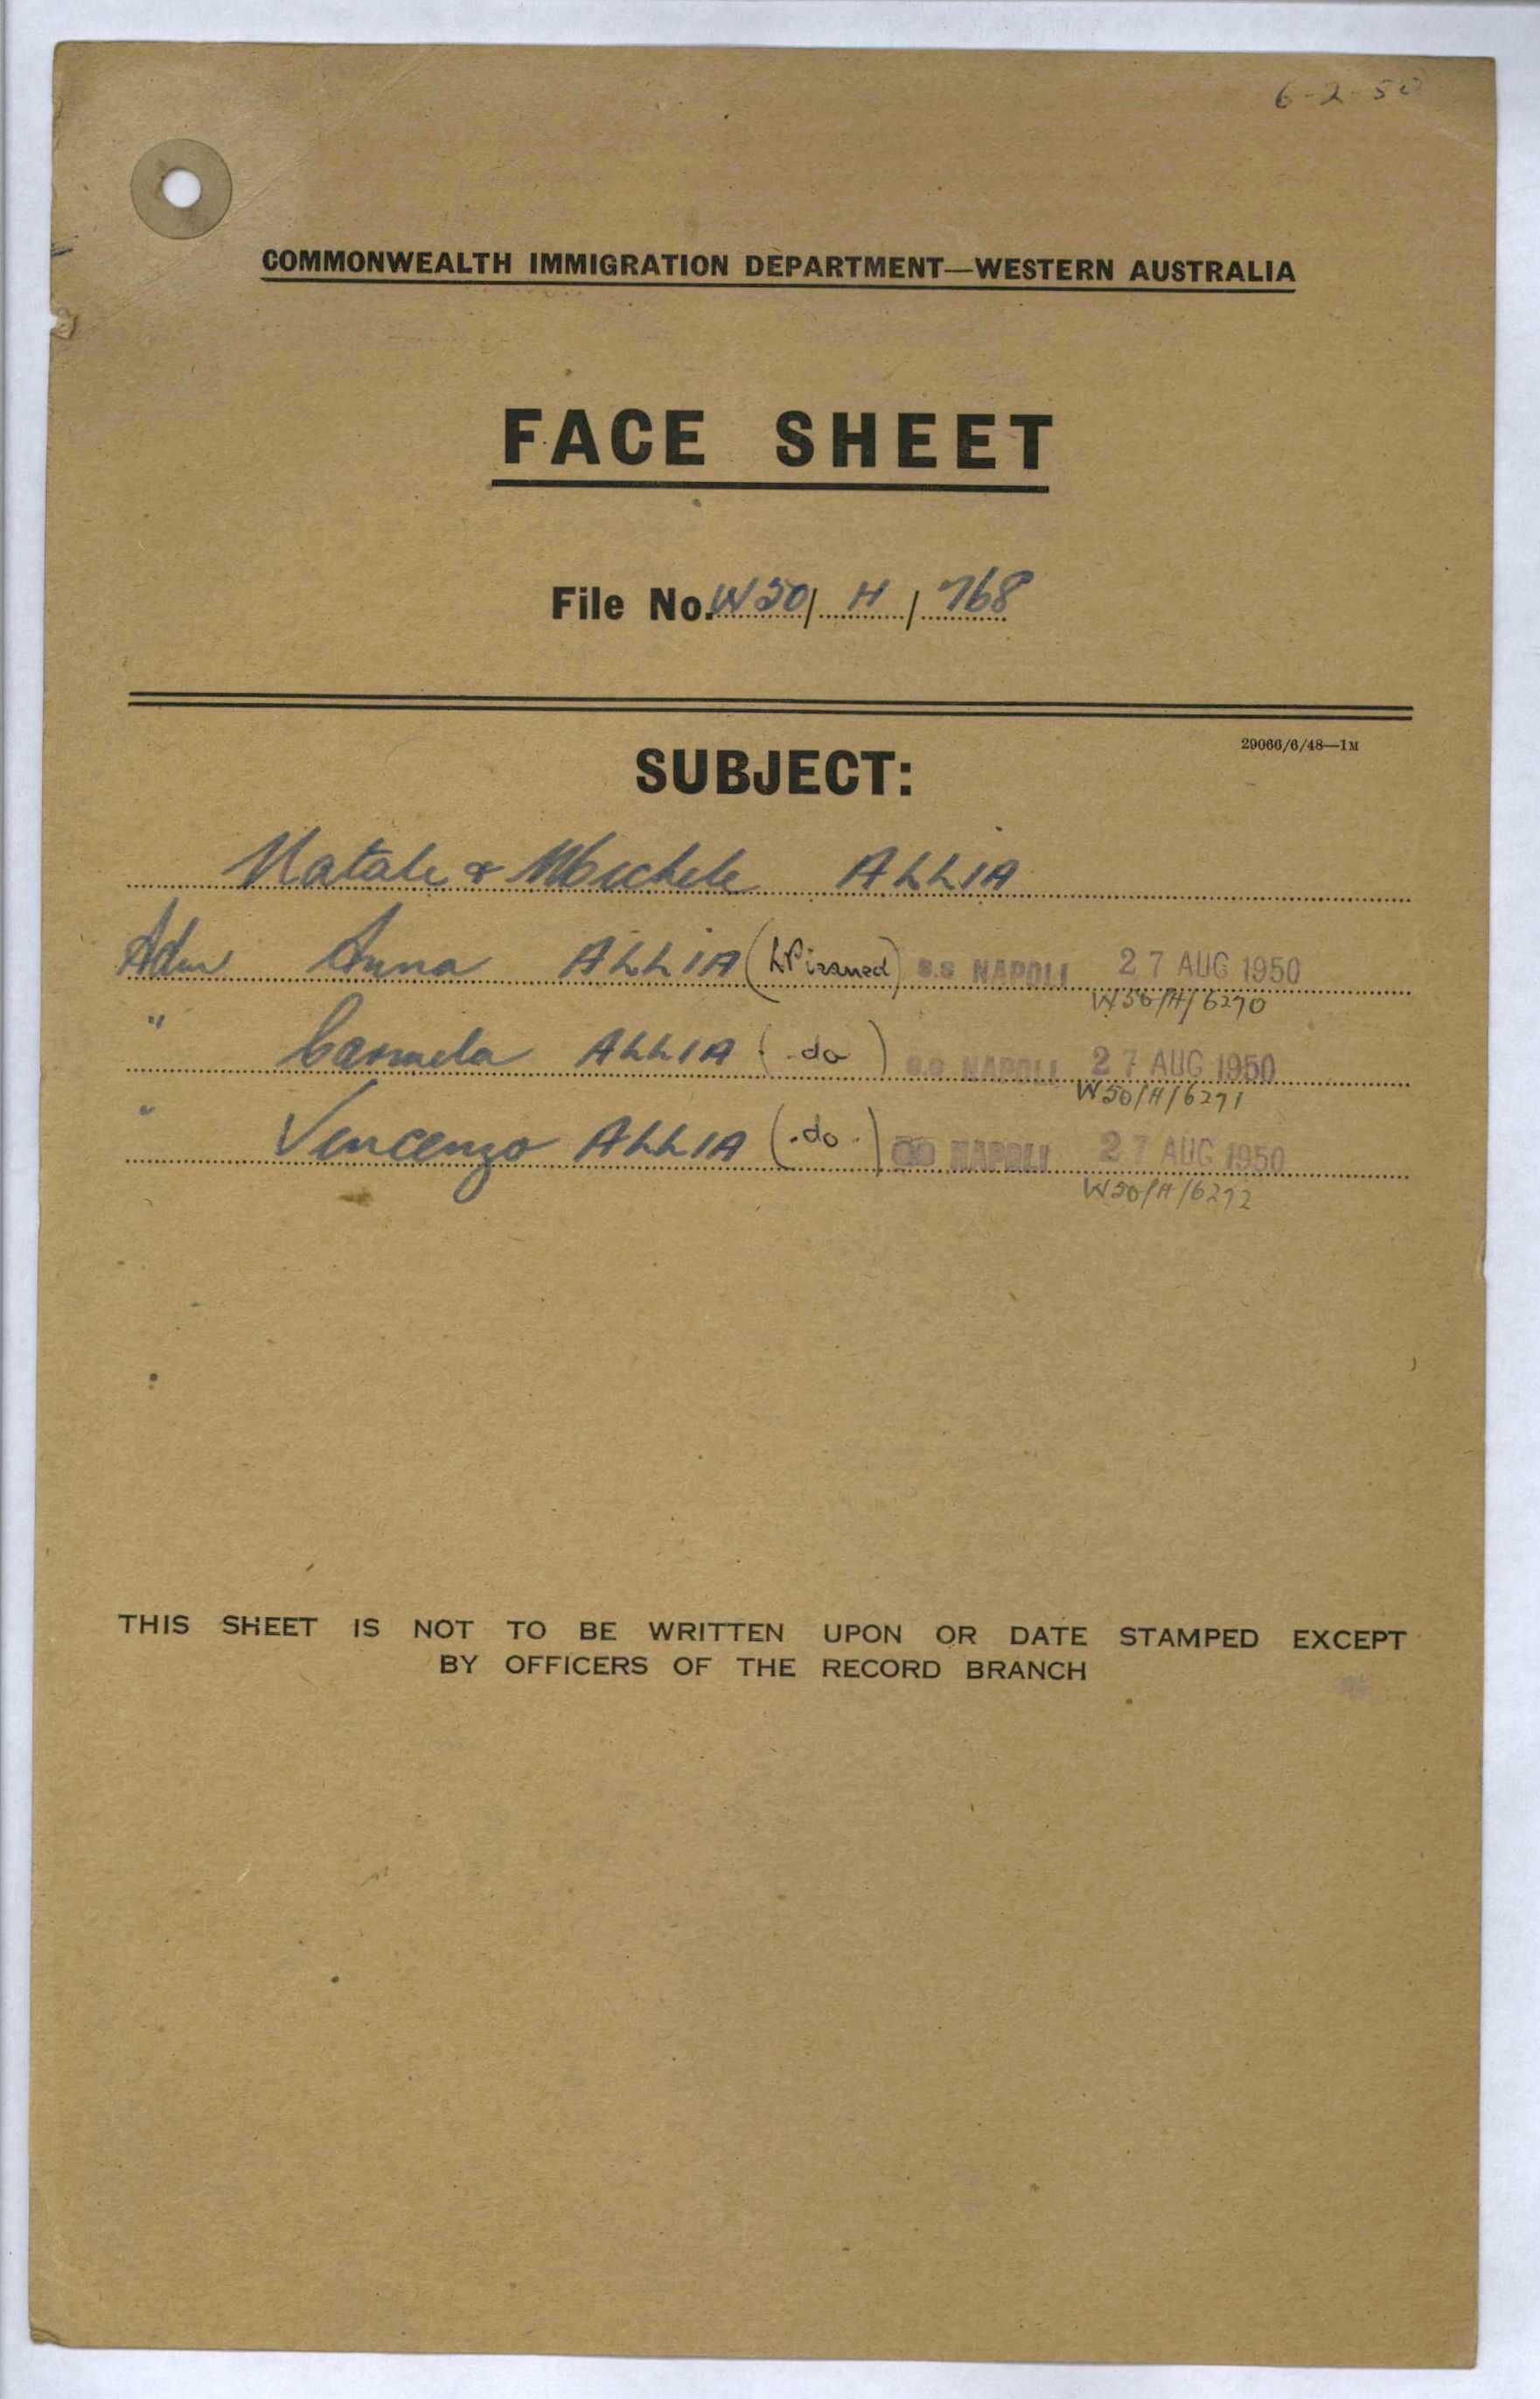 6-2-50
COMMONWEALTH IMMIGRATION DEPARTMENT—WESTERN AUSTRALIA
FACE SHEET
File No. W50/ H / 768
29066/6/48—1M
SUBJECT:
Natale & Michele ALLIA
Adm Anna ALLIA ( ) S.S NAPOLI 27 AUG 1950
W50/H/6270
" Carmela ALLIA (do) S.S NAPOLI 27 AUG 1950
W50/H/6271
" Vincenzo ALLIA (.do.) SS NAPOLI 27 AUG 1950
W50/H/6272
THIS SHEET IS NOT TO BE WRITTEN UPON OR DATE STAMPED EXCEPT
BY OFFICERS OF THE RECORD BRANCH